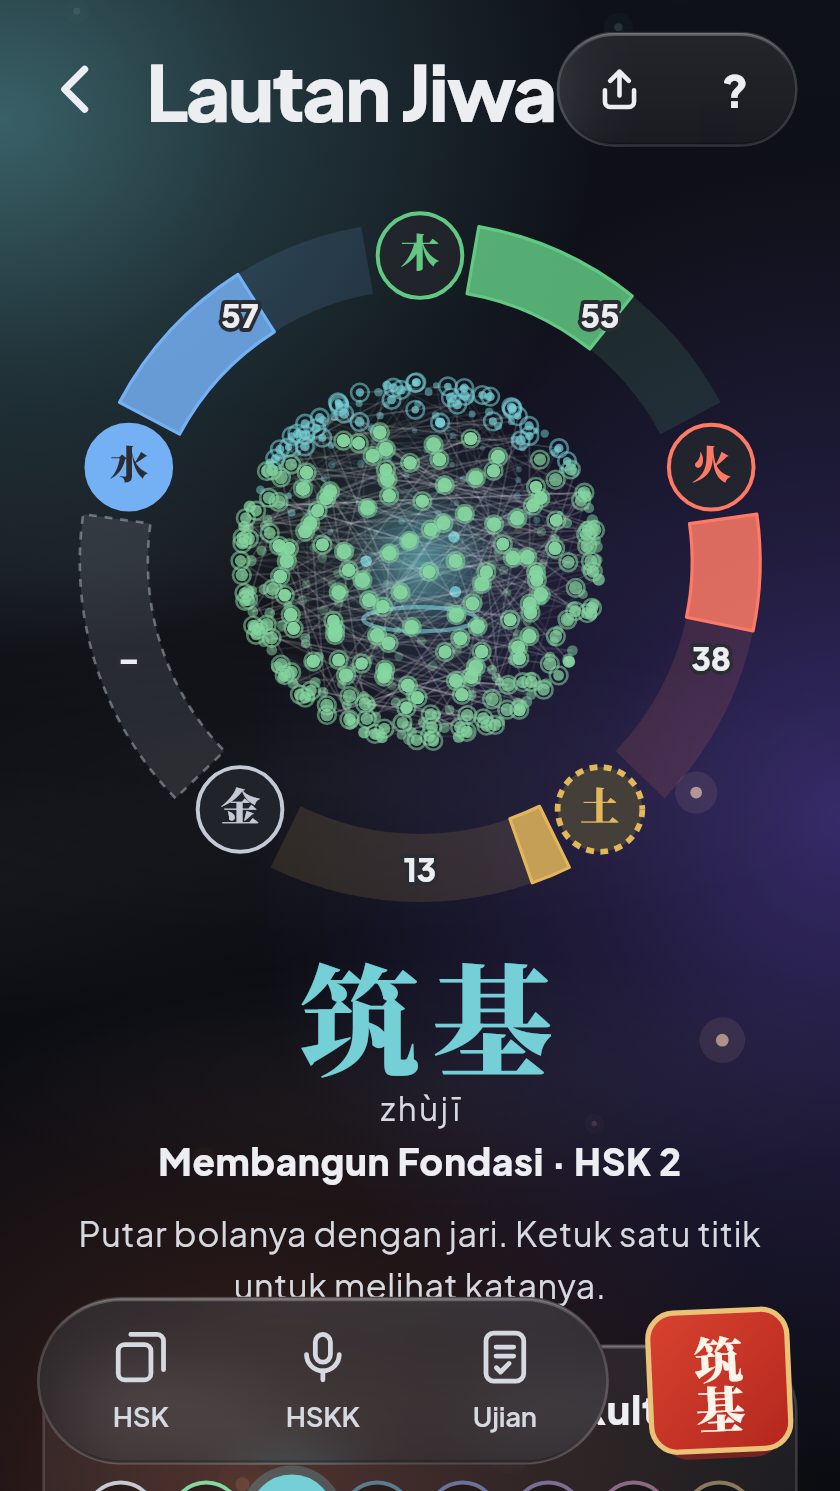 Lautan Jiwa
?
木
57
55
水
火
-
38
金
土
13
筑基
zhùjī
Membangun Fondasi · HSK 2
Putar bolanya dengan jari. Ketuk satu titik
untuk melihat katanya.
HSK
HSKK
Ujian
筑
基